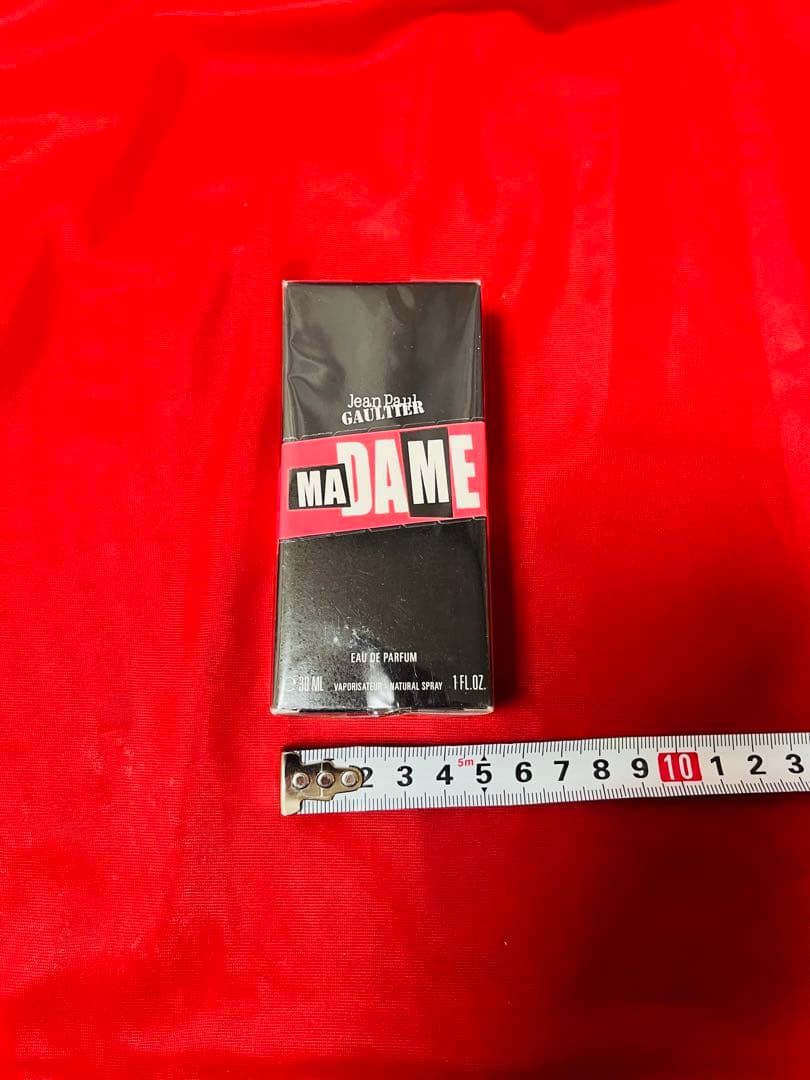 Jean Paul
GAULTIER
MADAME
EAU DE PARFUM
30 ML VAPORISATEUR - NATURAL SPRAY 1 FL.OZ.
2 3 4 5m 5 6 7 8 9 10 1 2 3